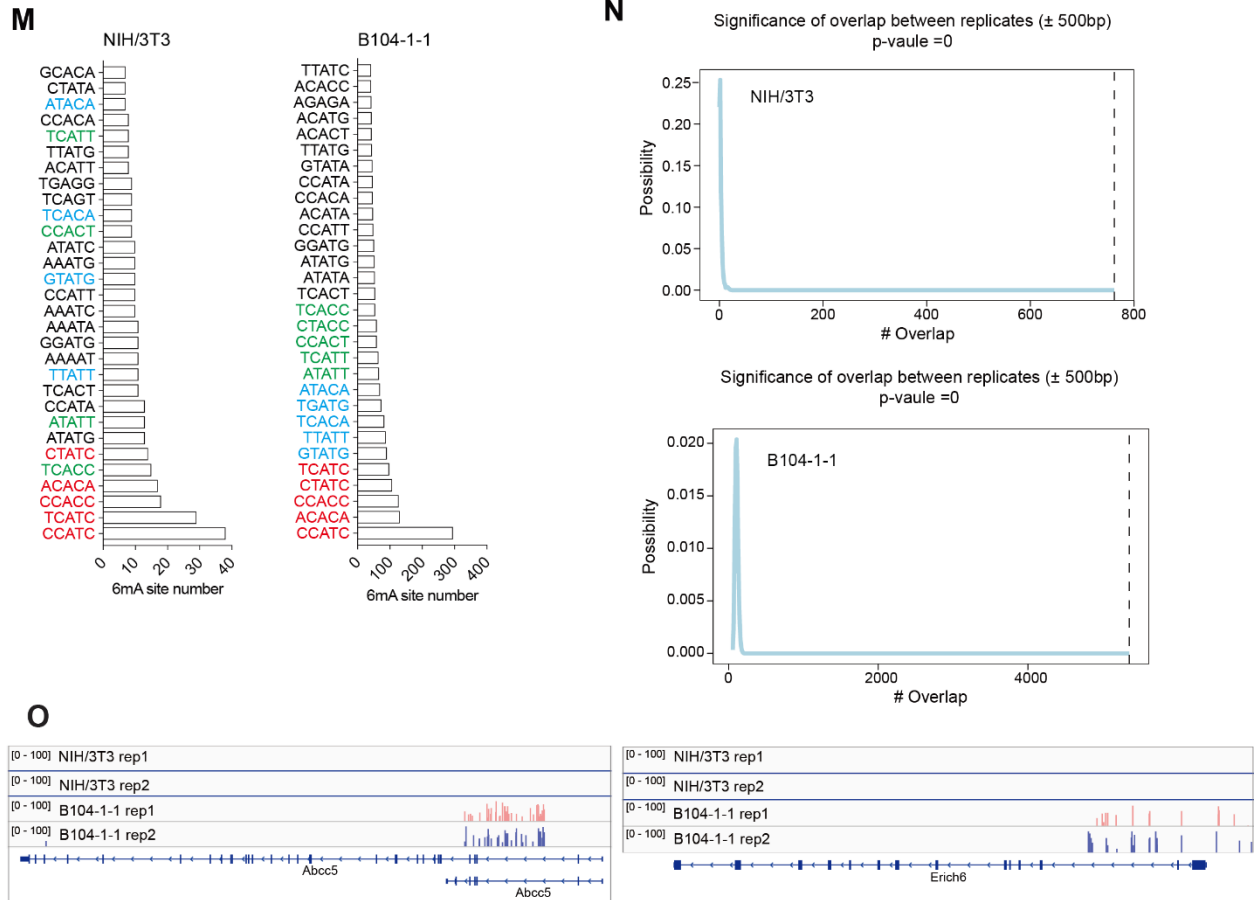 M
NIH/3T3
GCACA
CTATA
ATACA
CCACA
TCATT
TTATG
ACATT
TGAGG
TCAGT
TCACA
CCACT
ATATC
AAATG
GTATG
CCATT
AAATC
AAATA
GGATG
AAAAT
TTATT
TCACT
CCATA
ATATT
ATATG
CTATC
TCACC
ACACA
CCACC
TCATC
CCATC
0 10 20 30 40
6mA site number
B104-1-1
TTATC
ACACC
AGAGA
ACATG
ACACT
TTATG
GTATA
CCATA
CCACA
ACATA
CCATT
GGATG
ATATG
ATATA
TCACT
TCACC
CTACC
CCACT
TCATT
ATATT
ATACA
TGATG
TCACA
TTATT
GTATG
TCATC
CTATC
CCACC
ACACA
CCATC
0 100 200 300 400
6mA site number
N
Significance of overlap between replicates (± 500bp)
p-vaule =0
NIH/3T3
Possibility
0.25
0.20
0.15
0.10
0.05
0.00
0 200 400 600 800
# Overlap
Significance of overlap between replicates (± 500bp)
p-vaule =0
B104-1-1
Possibility
0.020
0.015
0.010
0.005
0.000
0 2000 4000
# Overlap
O
[0 - 100] NIH/3T3 rep1
[0 - 100] NIH/3T3 rep2
[0 - 100] B104-1-1 rep1
[0 - 100] B104-1-1 rep2
Abcc5
Abcc5
[0 - 100] NIH/3T3 rep1
[0 - 100] NIH/3T3 rep2
[0 - 100] B104-1-1 rep1
[0 - 100] B104-1-1 rep2
Erich6